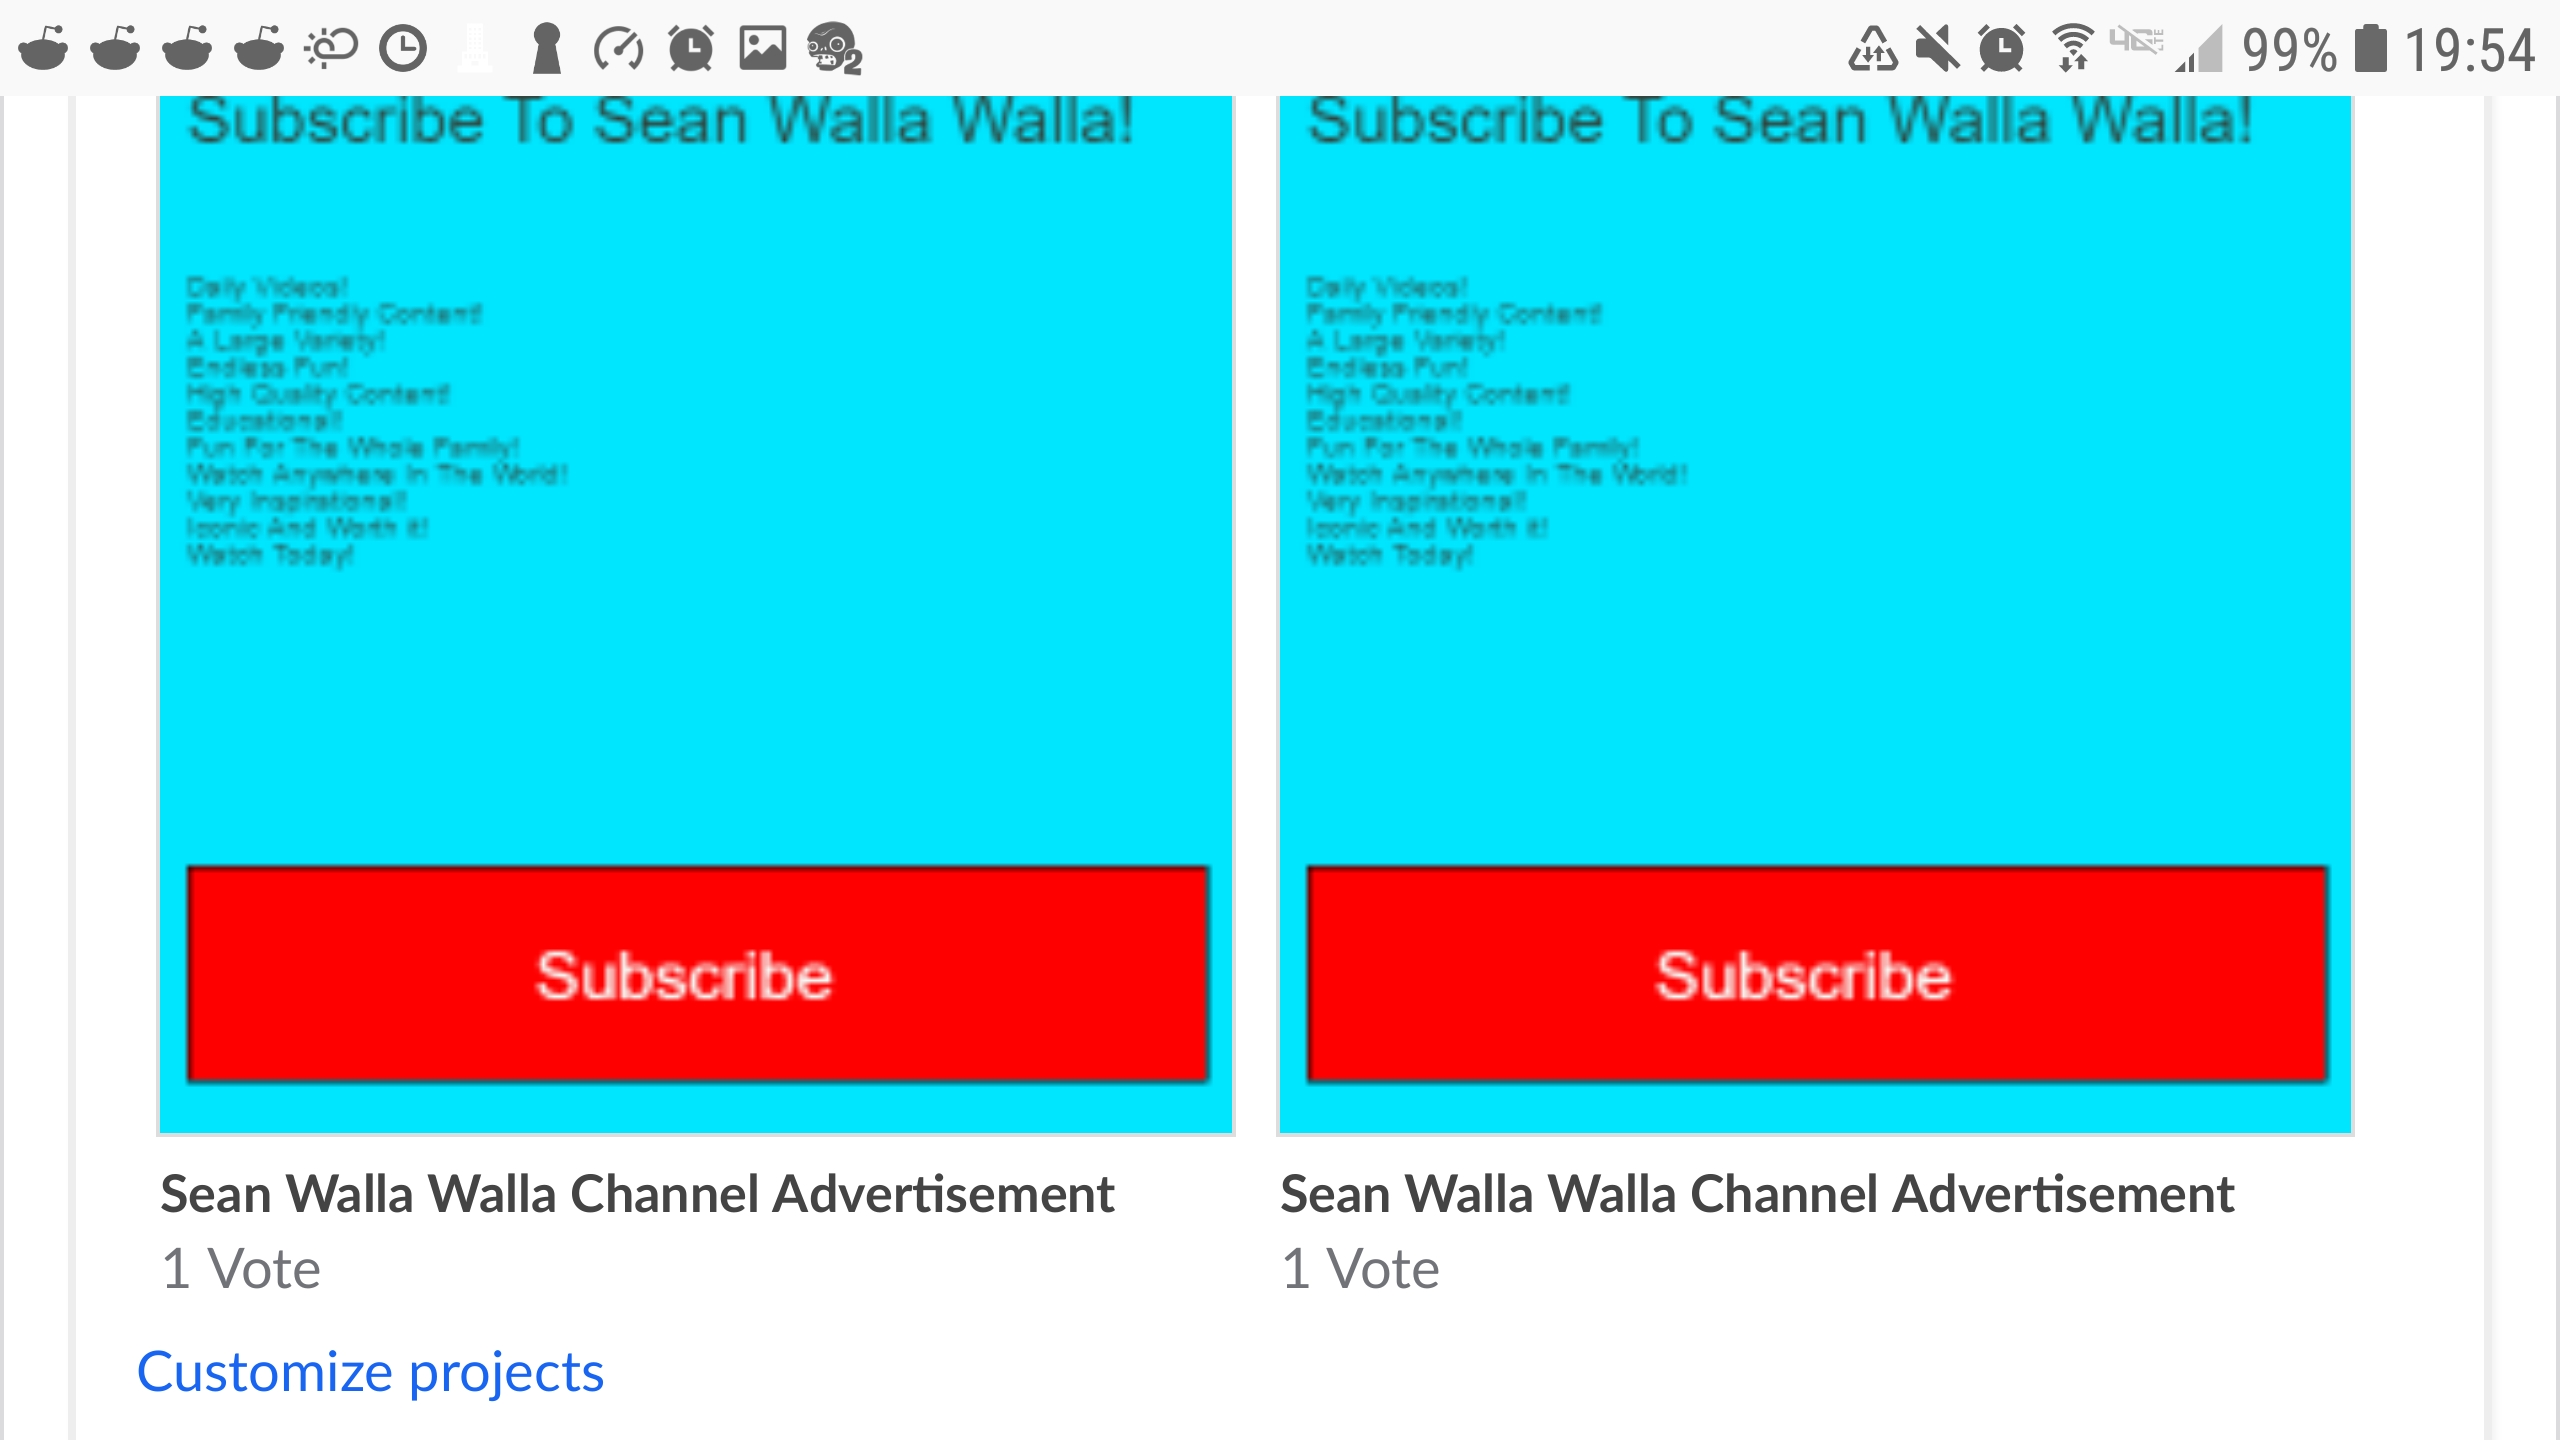 99% 19:54
Subscribe To Sean Walla Walla!
Daily Videos!
Family Friendly Content!
A Large Variety!
Endless Fun!
High Quality Content!
Educational!
Fun For The Whole Family!
Watch Anywhere In The World!
Very Inspirational!
Iconic And Worth it!
Watch Today!
Subscribe
Sean Walla Walla Channel Advertisement
1 Vote
Subscribe To Sean Walla Walla!
Daily Videos!
Family Friendly Content!
A Large Variety!
Endless Fun!
High Quality Content!
Educational!
Fun For The Whole Family!
Watch Anywhere In The World!
Very Inspirational!
Iconic And Worth it!
Watch Today!
Subscribe
Sean Walla Walla Channel Advertisement
1 Vote
Customize projects